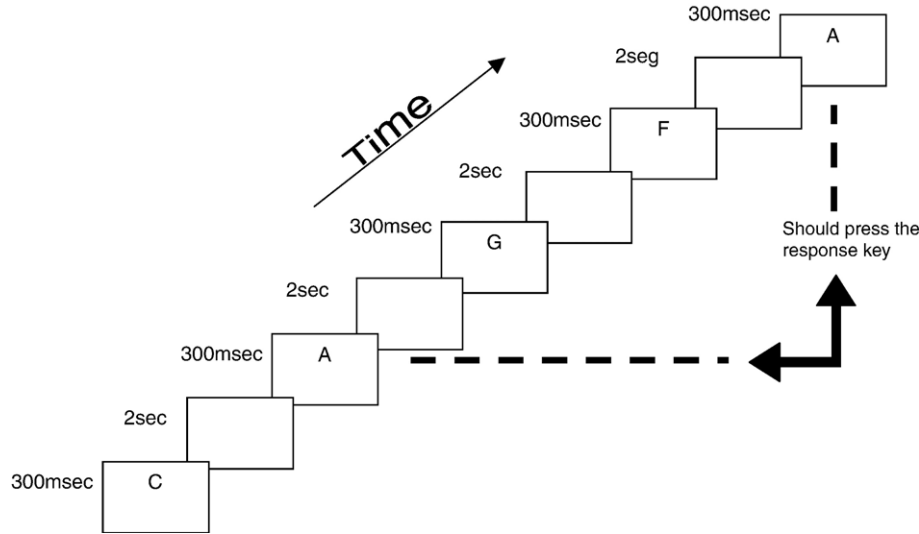 300msec
A
2seg
300msec
F
Time
2sec
300msec
G
Should press the
response key
2sec
300msec
A
2sec
300msec
C